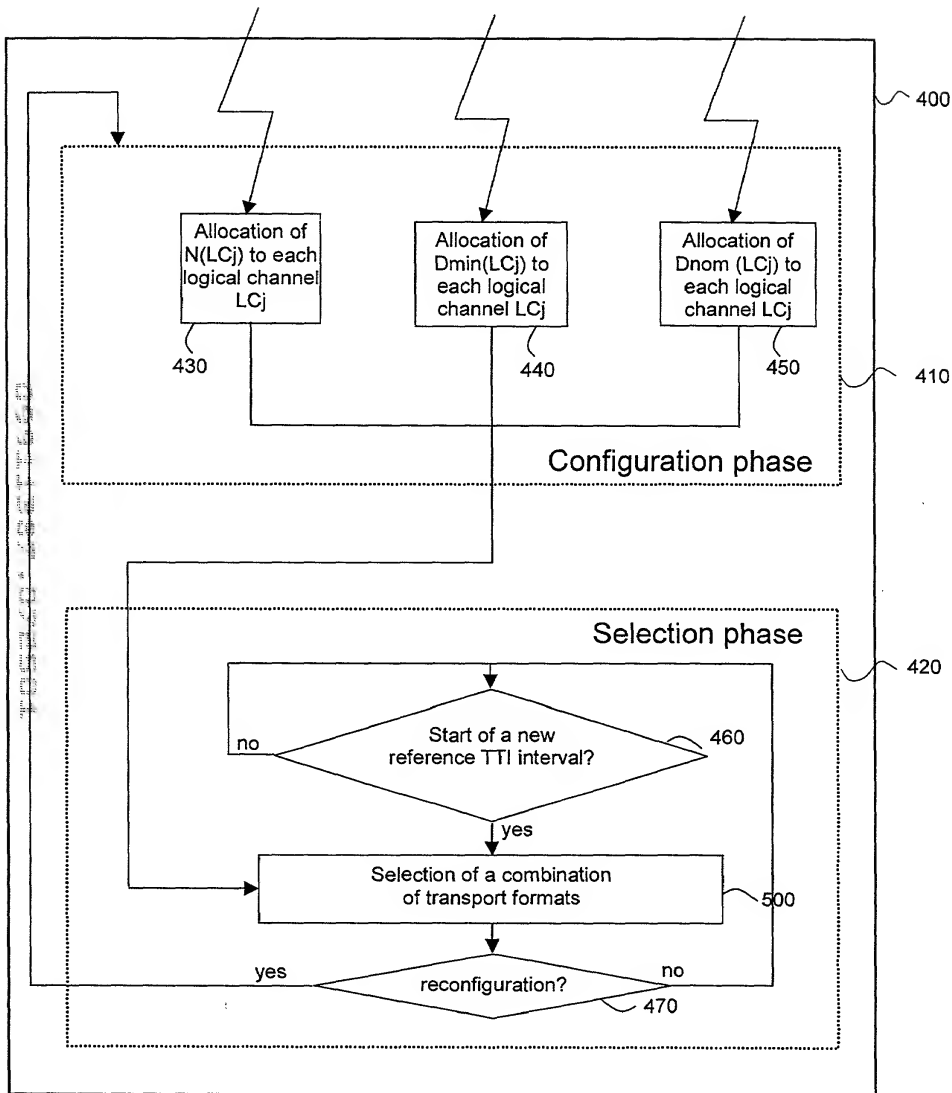 400
Allocation of
N(LCj) to each
logical channel
LCj
430
Allocation of
Dmin(LCj) to
each logical
channel LCj
440
Allocation of
Dnom (LCj) to
each logical
channel LCj
450
410
Configuration phase
Selection phase
420
Start of a new
reference TTI interval?
460
no
yes
Selection of a combination
of transport formats
500
yes
reconfiguration?
no
470